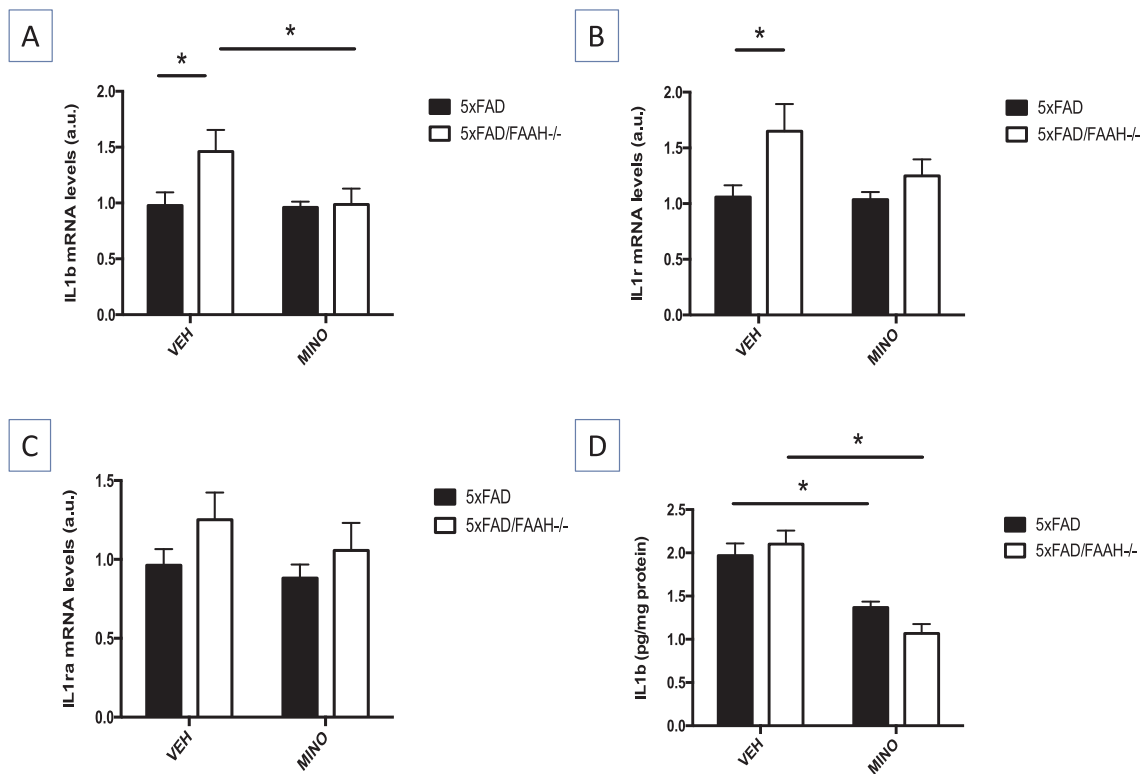 A
*
*
IL1b mRNA levels (a.u.)
2.0
1.5
1.0
0.5
0.0
VEH
MINO
5xFAD
5xFAD/FAAH-/-
B
*
IL1r mRNA levels (a.u.)
2.0
1.5
1.0
0.5
0.0
VEH
MINO
5xFAD
5xFAD/FAAH-/-
C
IL1ra mRNA levels (a.u.)
1.5
1.0
0.5
0.0
VEH
MINO
5xFAD
5xFAD/FAAH-/-
D
*
*
IL1b (pg/mg protein)
2.5
2.0
1.5
1.0
0.5
0.0
VEH
MINO
5xFAD
5xFAD/FAAH-/-